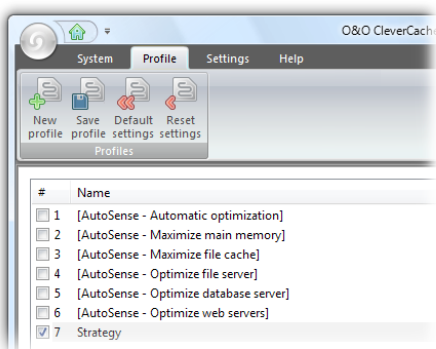 O&O CleverCache
System Profile Settings Help
New profile Save profile Default settings Reset settings
Profiles
# Name
1 [AutoSense - Automatic optimization]
2 [AutoSense - Maximize main memory]
3 [AutoSense - Maximize file cache]
4 [AutoSense - Optimize file server]
5 [AutoSense - Optimize database server]
6 [AutoSense - Optimize web servers]
7 Strategy